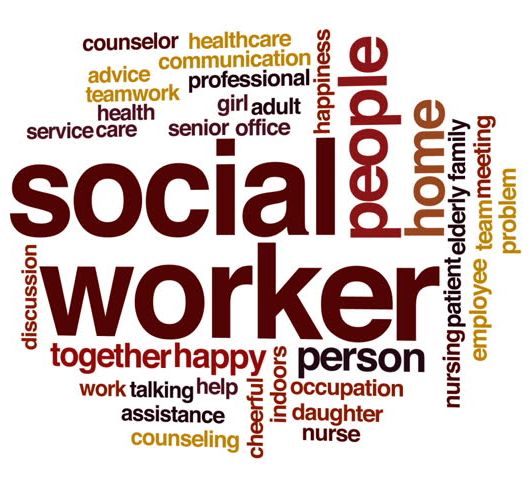 counselor healthcare
communication
advice professional
teamwork
health girl adult
service care senior office
happiness
people
home
social
worker
family
elderly
meeting
team
problem
patient
employee
nursing
discussion
together happy person
work talking help occupation
assistance daughter
cheerful
indoors
counseling nurse